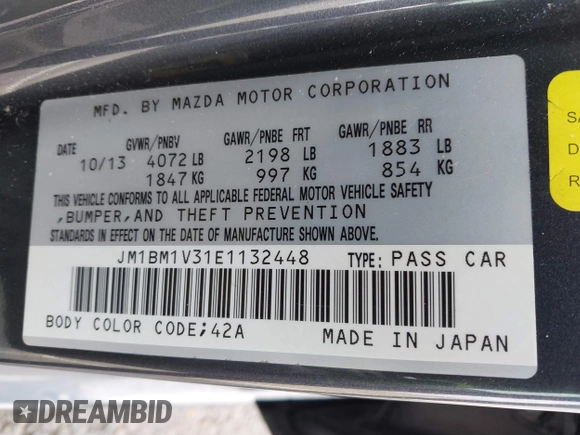 MFD. BY MAZDA MOTOR CORPORATION
DATE GVWR/PNBV GAWR/PNBE FRT GAWR/PNBE RR
10/13 4072 LB 2198 LB 1883 LB
1847 KG 997 KG 854 KG
THIS VEHICLE CONFORMS TO ALL APPLICABLE FEDERAL MOTOR VEHICLE SAFETY
,BUMPER,AND THEFT PREVENTION
STANDARDS IN EFFECT ON THE DATE OF MANUFACTURE SHOWN ABOVE.
JM1BM1V31E1132448 TYPE: PASS CAR
BODY COLOR CODE;42A MADE IN JAPAN
SA
D
R
DREAMBID